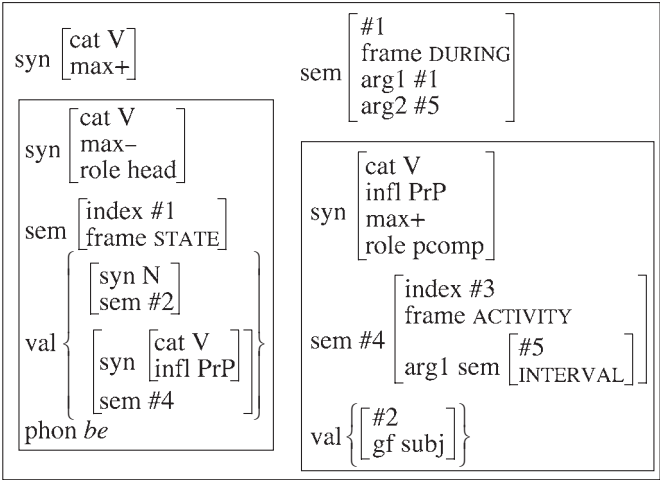 syn [cat V
max+]
sem [#1
frame DURING
arg1 #1
arg2 #5]
syn [cat V
max–
role head]
sem [index #1
frame STATE]
val { [syn N
sem #2]
[syn [cat V
infl PrP]
sem #4] }
phon be
syn [cat V
infl PrP
max+
role pcomp]
sem #4 [index #3
frame ACTIVITY
arg1 sem [#5
INTERVAL]]
val { [#2
gf subj] }